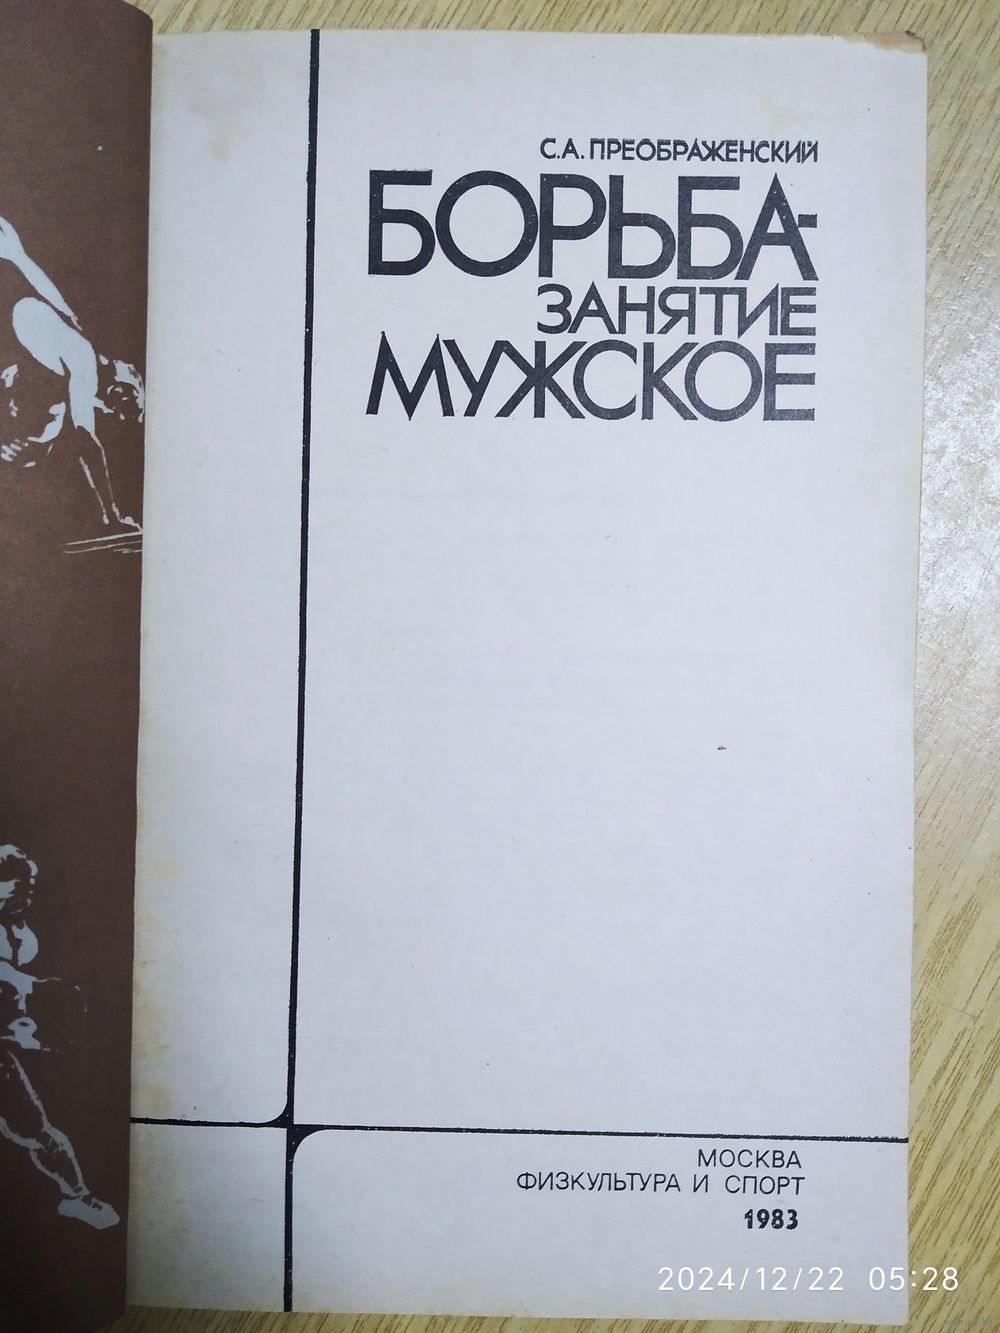 С.А. ПРЕОБРАЖЕНСКИЙ
БОРЬБА-
ЗАНЯТИЕ
МУЖСКОЕ
МОСКВА
ФИЗКУЛЬТУРА И СПОРТ
1983
2024/12/22 05:28